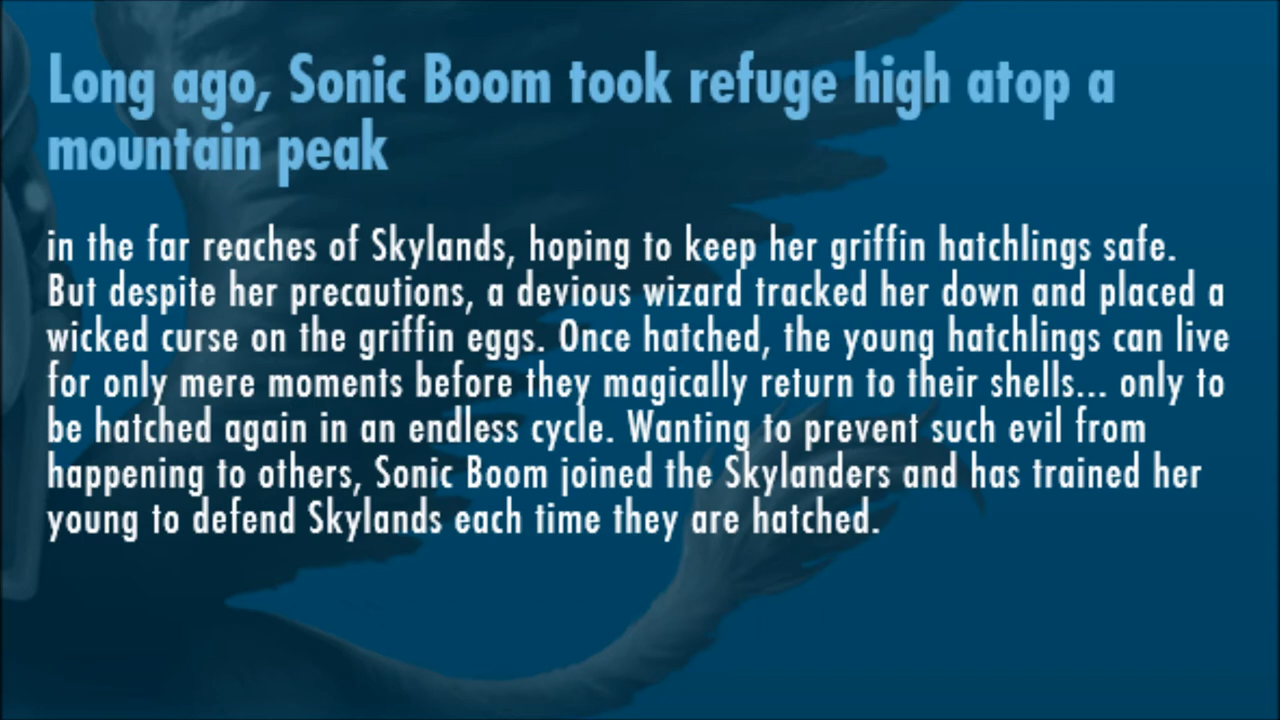 Long ago, Sonic Boom took refuge high atop a
mountain peak
in the far reaches of Skylands, hoping to keep her griffin hatchlings safe.
But despite her precautions, a devious wizard tracked her down and placed a
wicked curse on the griffin eggs. Once hatched, the young hatchlings can live
for only mere moments before they magically return to their shells... only to
be hatched again in an endless cycle. Wanting to prevent such evil from
happening to others, Sonic Boom joined the Skylanders and has trained her
young to defend Skylands each time they are hatched.